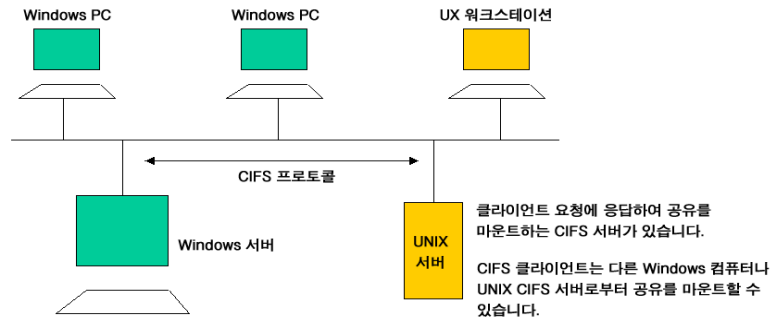 Windows PC
Windows PC
UX 워크스테이션
CIFS 프로토콜
Windows 서버
UNIX
서버
클라이언트 요청에 응답하여 공유를
마운트하는 CIFS 서버가 있습니다.
CIFS 클라이언트는 다른 Windows 컴퓨터나
UNIX CIFS 서버로부터 공유를 마운트할 수
있습니다.